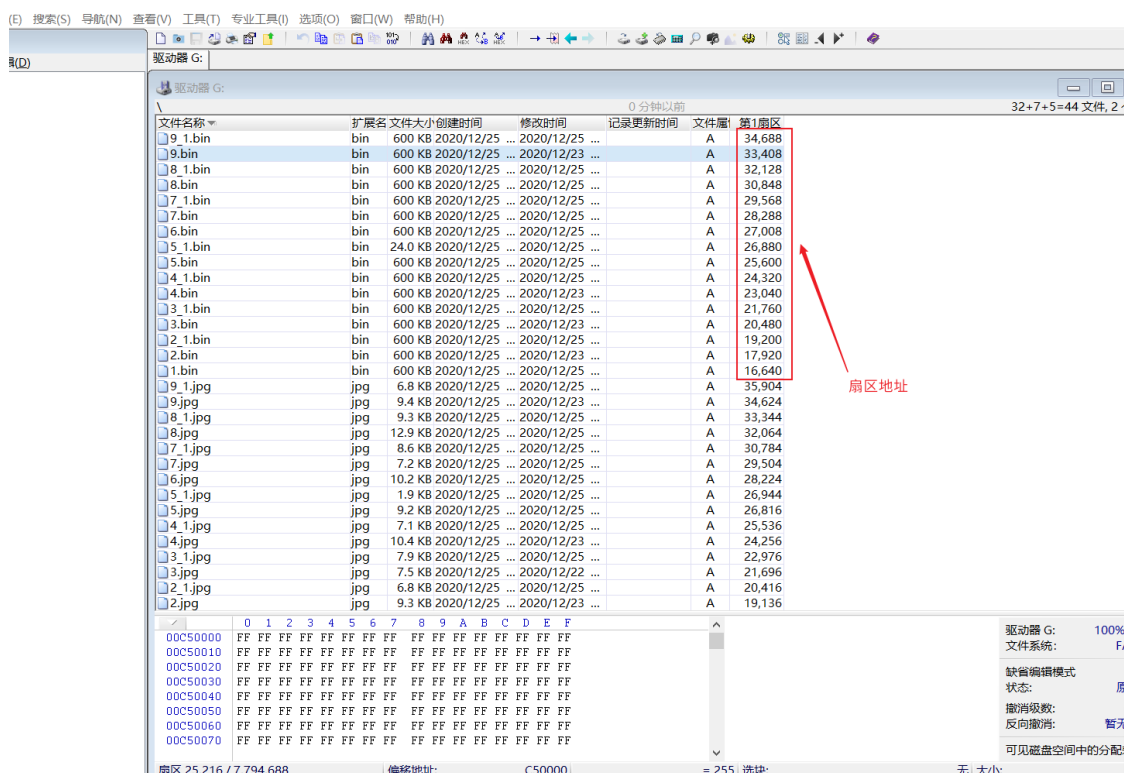 (E) 搜索(S) 导航(N) 查看(V) 工具(T) 专业工具(I) 选项(O) 窗口(W) 帮助(H)
驱动器 G:
(D)
驱动器 G:
\ 0 分钟以前 32+7+5=44 文件, 2
文件名称 扩展名 文件大小 创建时间 修改时间 记录更新时间 文件属 第1扇区
9_1.bin bin 600 KB 2020/12/25 ... 2020/12/25 ... A 34,688
9.bin bin 600 KB 2020/12/25 ... 2020/12/23 ... A 33,408
8_1.bin bin 600 KB 2020/12/25 ... 2020/12/25 ... A 32,128
8.bin bin 600 KB 2020/12/25 ... 2020/12/25 ... A 30,848
7_1.bin bin 600 KB 2020/12/25 ... 2020/12/25 ... A 29,568
7.bin bin 600 KB 2020/12/25 ... 2020/12/25 ... A 28,288
6.bin bin 600 KB 2020/12/25 ... 2020/12/25 ... A 27,008
5_1.bin bin 24.0 KB 2020/12/25 ... 2020/12/25 ... A 26,880
5.bin bin 600 KB 2020/12/25 ... 2020/12/25 ... A 25,600
4_1.bin bin 600 KB 2020/12/25 ... 2020/12/25 ... A 24,320
4.bin bin 600 KB 2020/12/25 ... 2020/12/23 ... A 23,040
3_1.bin bin 600 KB 2020/12/25 ... 2020/12/25 ... A 21,760
3.bin bin 600 KB 2020/12/25 ... 2020/12/23 ... A 20,480
2_1.bin bin 600 KB 2020/12/25 ... 2020/12/25 ... A 19,200
2.bin bin 600 KB 2020/12/25 ... 2020/12/23 ... A 17,920
1.bin bin 600 KB 2020/12/25 ... 2020/12/25 ... A 16,640
9_1.jpg jpg 6.8 KB 2020/12/25 ... 2020/12/25 ... A 35,904
扇区地址
9.jpg jpg 9.4 KB 2020/12/25 ... 2020/12/23 ... A 34,624
8_1.jpg jpg 9.3 KB 2020/12/25 ... 2020/12/25 ... A 33,344
8.jpg jpg 12.9 KB 2020/12/25 ... 2020/12/25 ... A 32,064
7_1.jpg jpg 8.6 KB 2020/12/25 ... 2020/12/25 ... A 30,784
7.jpg jpg 7.2 KB 2020/12/25 ... 2020/12/25 ... A 29,504
6.jpg jpg 10.2 KB 2020/12/25 ... 2020/12/25 ... A 28,224
5_1.jpg jpg 1.9 KB 2020/12/25 ... 2020/12/25 ... A 26,944
5.jpg jpg 9.2 KB 2020/12/25 ... 2020/12/25 ... A 26,816
4_1.jpg jpg 7.1 KB 2020/12/25 ... 2020/12/25 ... A 25,536
4.jpg jpg 10.4 KB 2020/12/25 ... 2020/12/23 ... A 24,256
3_1.jpg jpg 7.9 KB 2020/12/25 ... 2020/12/25 ... A 22,976
3.jpg jpg 7.5 KB 2020/12/25 ... 2020/12/22 ... A 21,696
2_1.jpg jpg 6.8 KB 2020/12/25 ... 2020/12/25 ... A 20,416
2.jpg jpg 9.3 KB 2020/12/25 ... 2020/12/23 ... A 19,136
0 1 2 3 4 5 6 7 8 9 A B C D E F
00C50000 FF FF FF FF FF FF FF FF FF FF FF FF FF FF FF FF
00C50010 FF FF FF FF FF FF FF FF FF FF FF FF FF FF FF FF
00C50020 FF FF FF FF FF FF FF FF FF FF FF FF FF FF FF FF
00C50030 FF FF FF FF FF FF FF FF FF FF FF FF FF FF FF FF
00C50040 FF FF FF FF FF FF FF FF FF FF FF FF FF FF FF FF
00C50050 FF FF FF FF FF FF FF FF FF FF FF FF FF FF FF FF
00C50060 FF FF FF FF FF FF FF FF FF FF FF FF FF FF FF FF
00C50070 FF FF FF FF FF FF FF FF FF FF FF FF FF FF FF FF
驱动器 G: 100%
文件系统: F
缺省编辑模式
状态: 原
撤消级数:
反向撤消: 暂无
可见磁盘空间中的分配
扇区 25,216 / 7,794,688 偏移地址: C50000 = 255 选块: 无 大小: